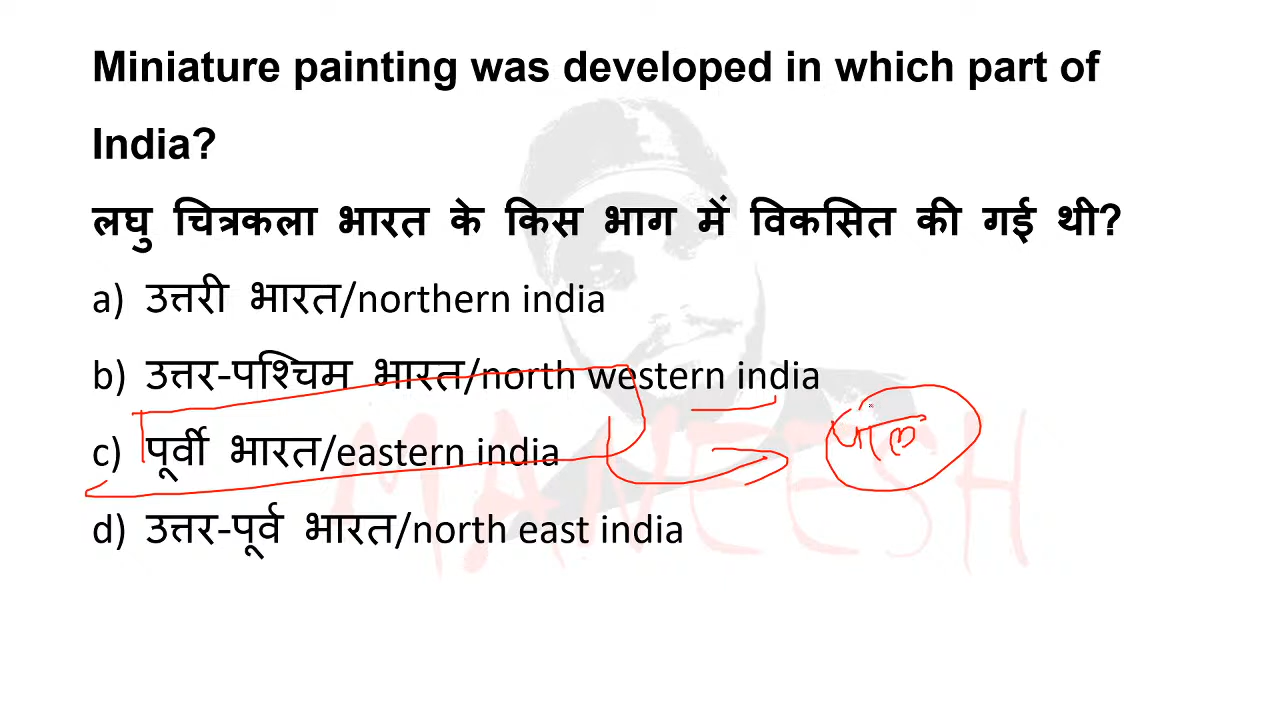 Miniature painting was developed in which part of
India?
लघु चित्रकला भारत के किस भाग में विकसित की गई थी?
a) उत्तरी भारत/northern india
b) उत्तर-पश्चिम भारत/north western india
c) पूर्वी भारत/eastern india
पाल
d) उत्तर-पूर्व भारत/north east india
MANEESH